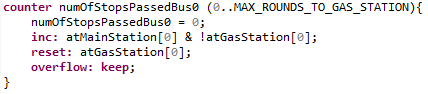 counter numOfStopsPassedBus0 (0..MAX_ROUNDS_TO_GAS_STATION){
    numOfStopsPassedBus0 = 0;
    inc: atMainStation[0] & !atGasStation[0];
    reset: atGasStation[0];
    overflow: keep;
}